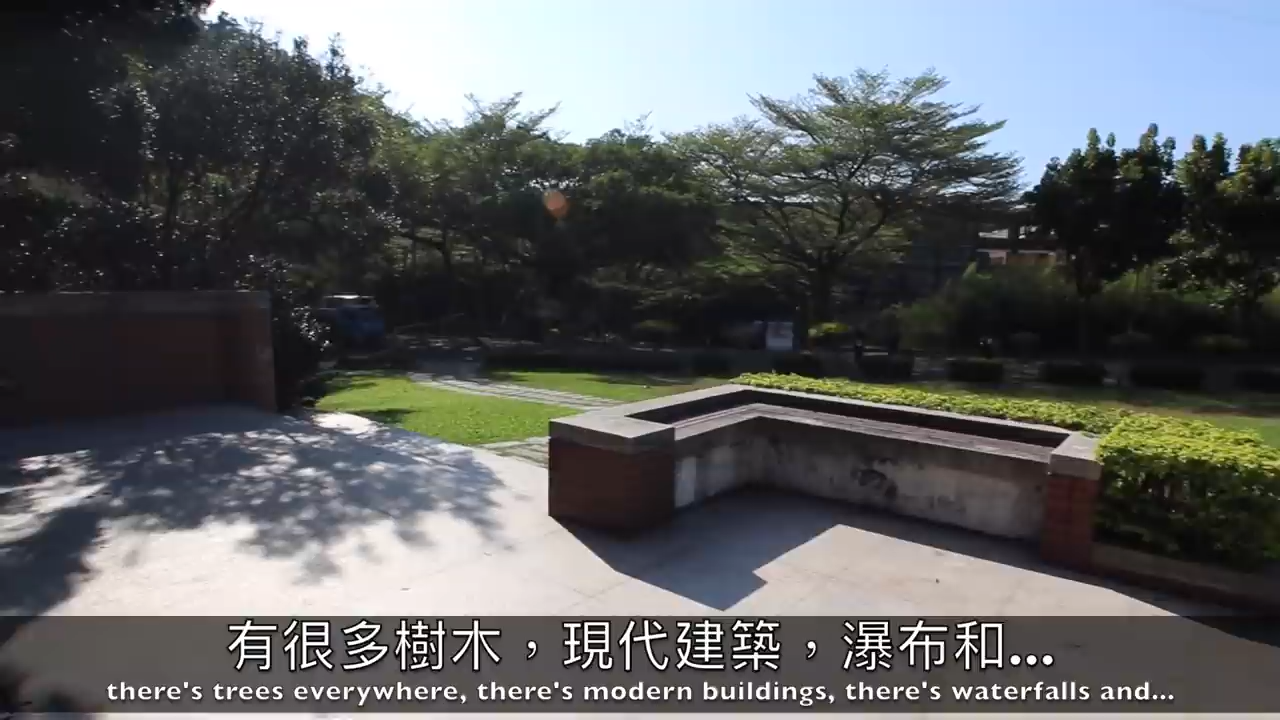 有很多樹木，現代建築，瀑布和...
there's trees everywhere, there's modern buildings, there's waterfalls and...